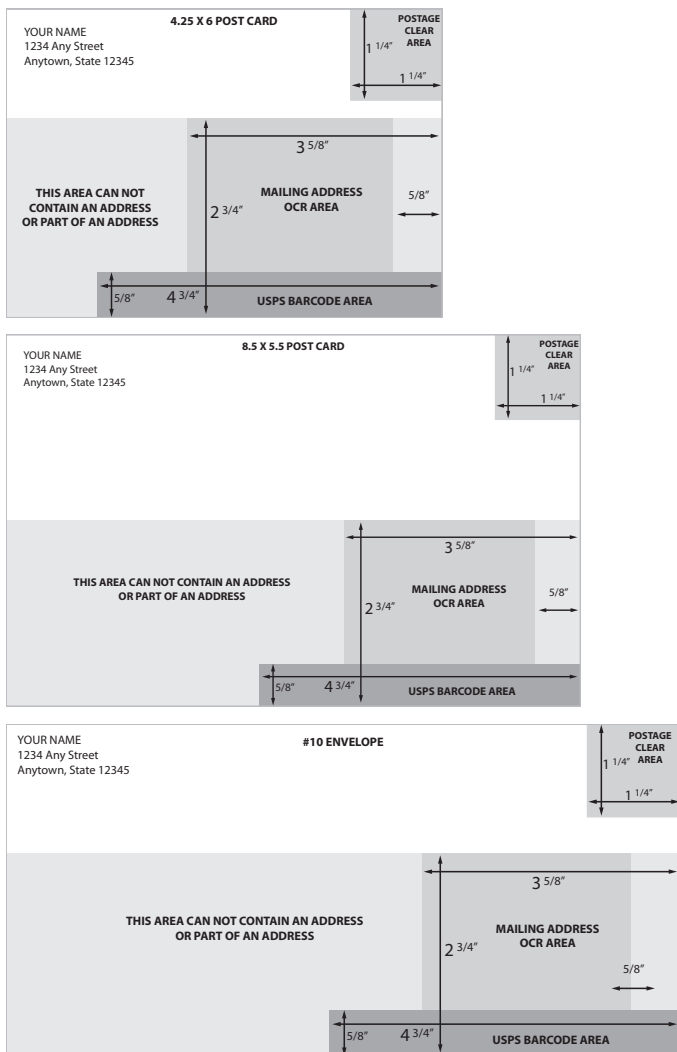 4.25 X 6 POST CARD
YOUR NAME
1234 Any Street
Anytown, State 12345
POSTAGE
CLEAR
AREA
1 1/4”
1 1/4”
3 5/8”
THIS AREA CAN NOT
CONTAIN AN ADDRESS
OR PART OF AN ADDRESS
MAILING ADDRESS
OCR AREA
5/8”
2 3/4”
5/8”
4 3/4”
USPS BARCODE AREA
8.5 X 5.5 POST CARD
YOUR NAME
1234 Any Street
Anytown, State 12345
POSTAGE
CLEAR
AREA
1 1/4”
1 1/4”
3 5/8”
THIS AREA CAN NOT CONTAIN AN ADDRESS
OR PART OF AN ADDRESS
MAILING ADDRESS
OCR AREA
5/8”
2 3/4”
5/8”
4 3/4”
USPS BARCODE AREA
#10 ENVELOPE
YOUR NAME
1234 Any Street
Anytown, State 12345
POSTAGE
CLEAR
AREA
1 1/4”
1 1/4”
3 5/8”
THIS AREA CAN NOT CONTAIN AN ADDRESS
OR PART OF AN ADDRESS
MAILING ADDRESS
OCR AREA
2 3/4”
5/8”
5/8”
4 3/4”
USPS BARCODE AREA